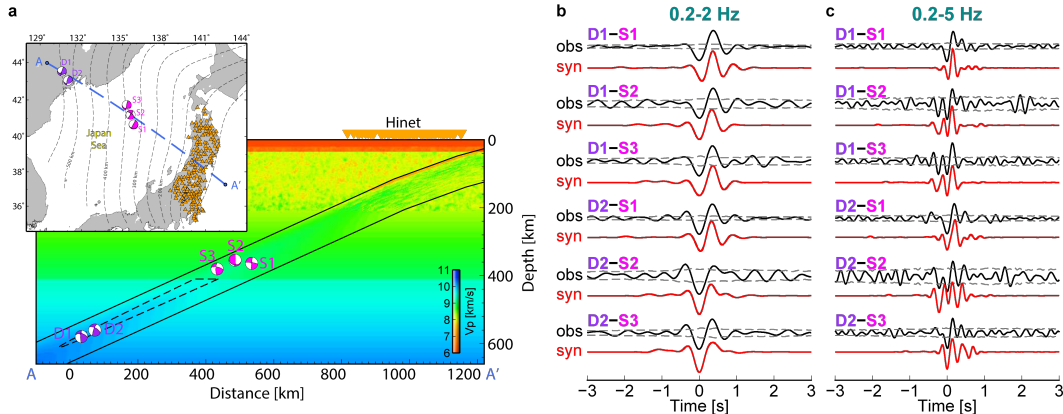 a
129° 131° 133° 135° 141° 142° 144°
44°
42°
40°
38°
36°
A
D1
D2
S3
S2
S1
Japan
Sea
A'
Hinet
0
200
400
600
Depth [km]
S3
S2
S1
D1
D2
11
10
9
8
7
6
Vp [km/s]
A
0 200 400 600 800 1000 1200
A'
Distance [km]
b
0.2-2 Hz
D1-S1
obs
syn
D1-S2
obs
syn
D1-S3
obs
syn
D2-S1
obs
syn
D2-S2
obs
syn
D2-S3
obs
syn
−3 −2 −1 0 1 2 3
Time [s]
c
0.2-5 Hz
D1-S1
D1-S2
D1-S3
D2-S1
D2-S2
D2-S3
−3 −2 −1 0 1 2 3
Time [s]